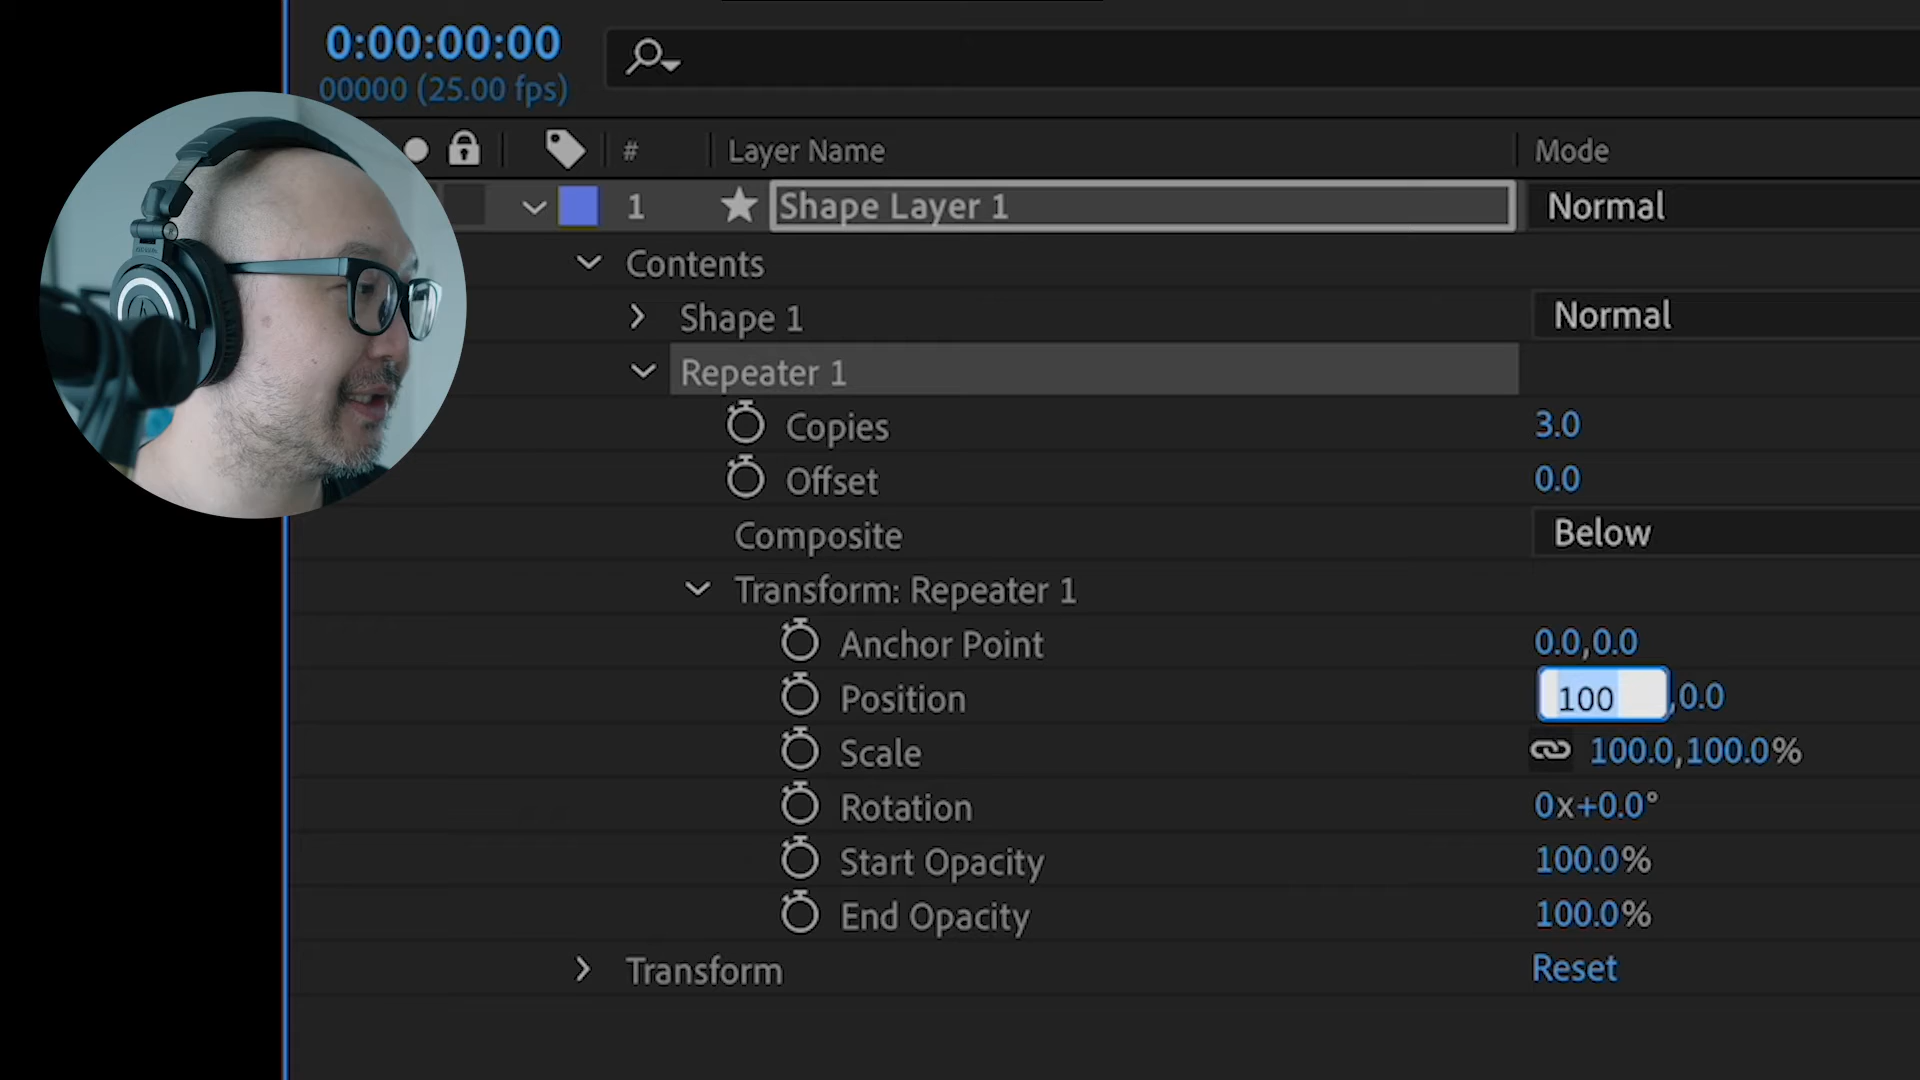 0:00:00:00
00000 (25.00 fps)
# Layer Name Mode
1 Shape Layer 1 Normal
Contents
Shape 1 Normal
Repeater 1
Copies 3.0
Offset 0.0
Composite Below
Transform: Repeater 1
Anchor Point 0.0,0.0
Position 100 ,0.0
Scale 100.0,100.0%
Rotation 0x+0.0°
Start Opacity 100.0%
End Opacity 100.0%
Transform Reset